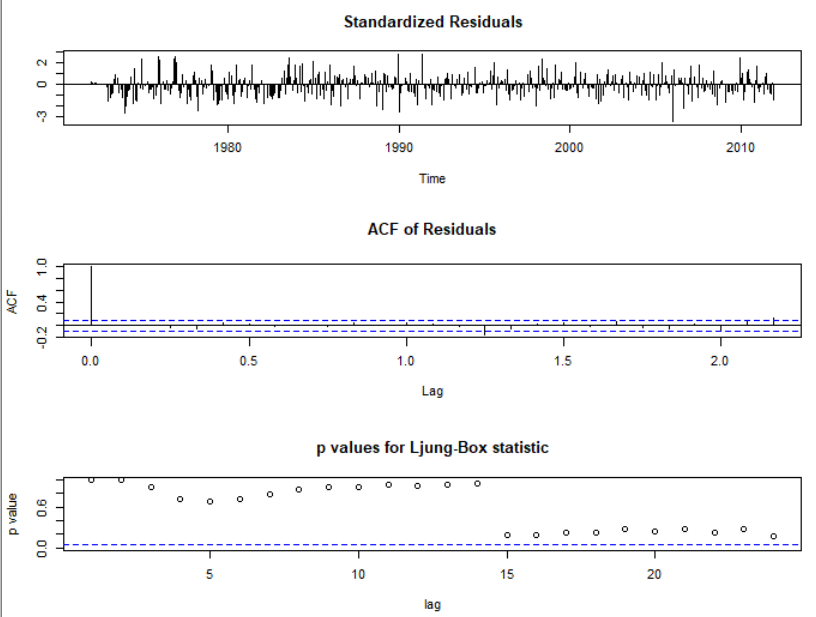 Standardized Residuals
2
0
-3
1980 1990 2000 2010
Time
ACF of Residuals
ACF
1.0
0.4
-0.2
0.0 0.5 1.0 1.5 2.0
Lag
p values for Ljung-Box statistic
p value
0.6
0.0
5 10 15 20
lag